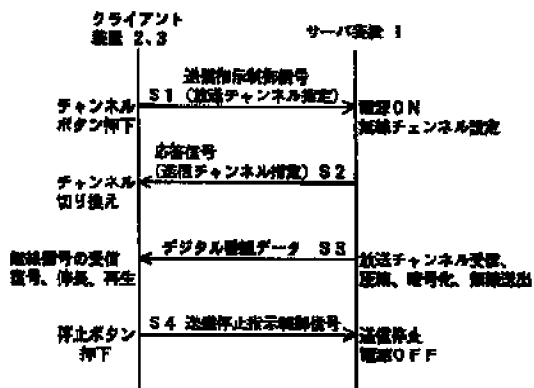 クライアント
装置 2、3
サーバ装置 1
送信指示制御信号
S1 (放送チャンネル指定)
チャンネル
ボタン押下
電源ON
無線チェンネル設定
応答信号
(送信チャンネル指定) S2
チャンネル
切り換え
デジタル番組データ S3
無線信号の受信
復号、伸長、再生
放送チャンネル受信、
圧縮、暗号化、無線送出
S4 送信停止指示制御信号
停止ボタン
押下
送信停止
電源OFF